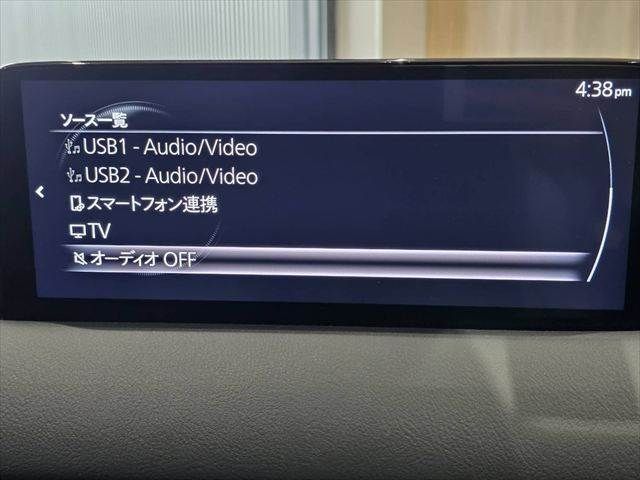 4:38pm
ソース一覧
USB1 - Audio/Video
USB2 - Audio/Video
スマートフォン連携
TV
オーディオ OFF